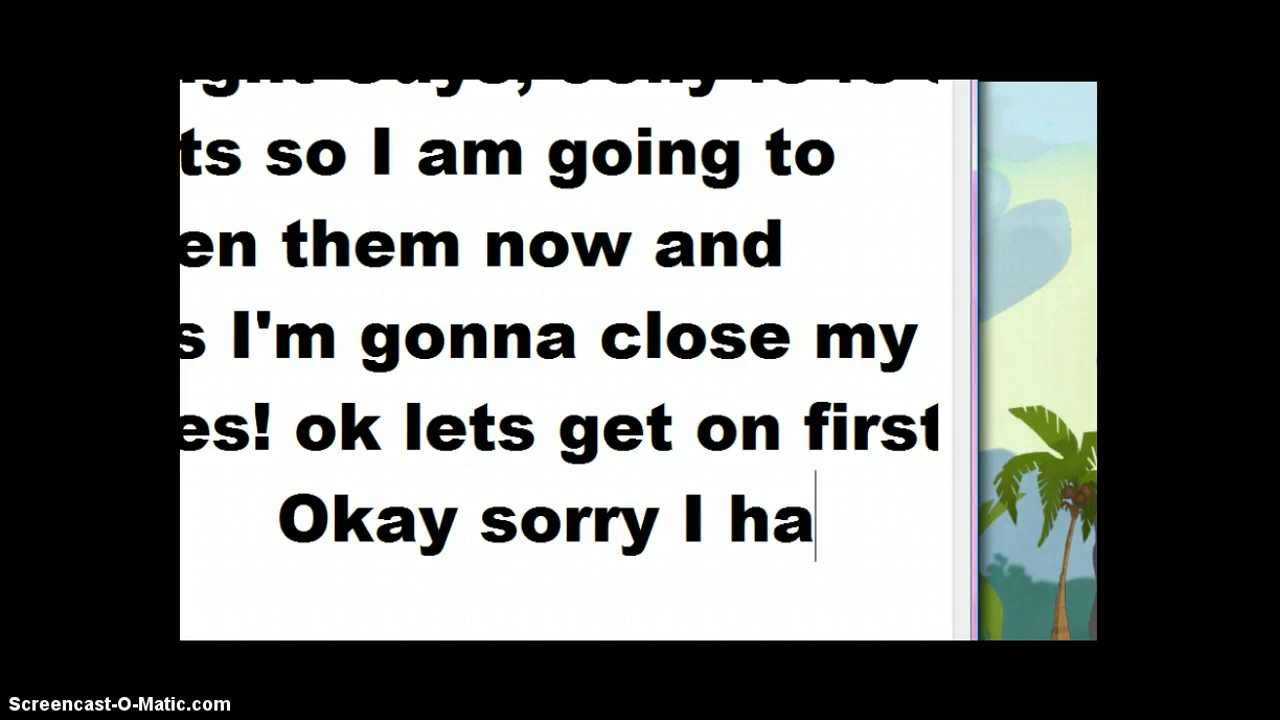 ts so I am going to
en them now and
s I'm gonna close my
es! ok lets get on first
Okay sorry I ha
Screencast-O-Matic.com